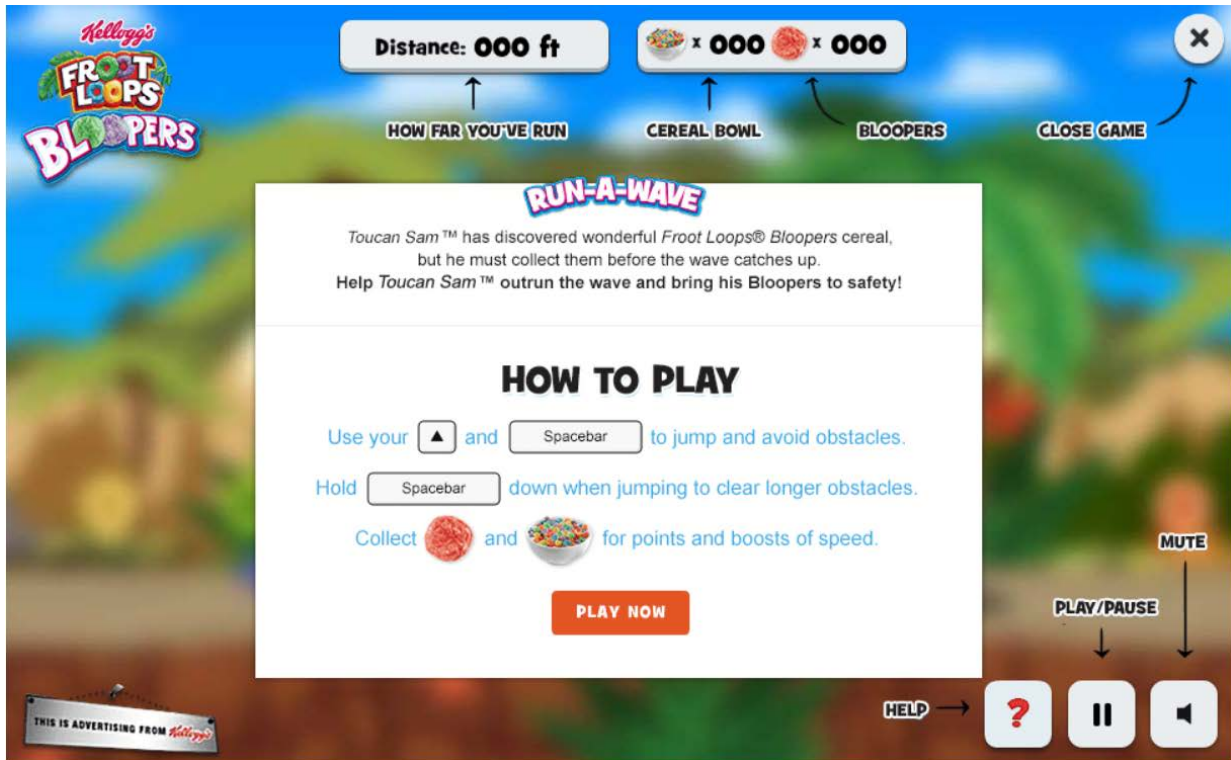 Kellogg's
FROOT
LOOPS
BLOOPERS
Distance: 000 ft
x 000 x 000
HOW FAR YOU'VE RUN
CEREAL BOWL
BLOOPERS
CLOSE GAME
RUN-A-WAVE
Toucan Sam™ has discovered wonderful Froot Loops® Bloopers cereal,
but he must collect them before the wave catches up.
Help Toucan Sam™ outrun the wave and bring his Bloopers to safety!
HOW TO PLAY
Use your ▲ and Spacebar to jump and avoid obstacles.
Hold Spacebar down when jumping to clear longer obstacles.
Collect and for points and boosts of speed.
PLAY NOW
MUTE
PLAY/PAUSE
HELP
?
THIS IS ADVERTISING FROM Kellogg's